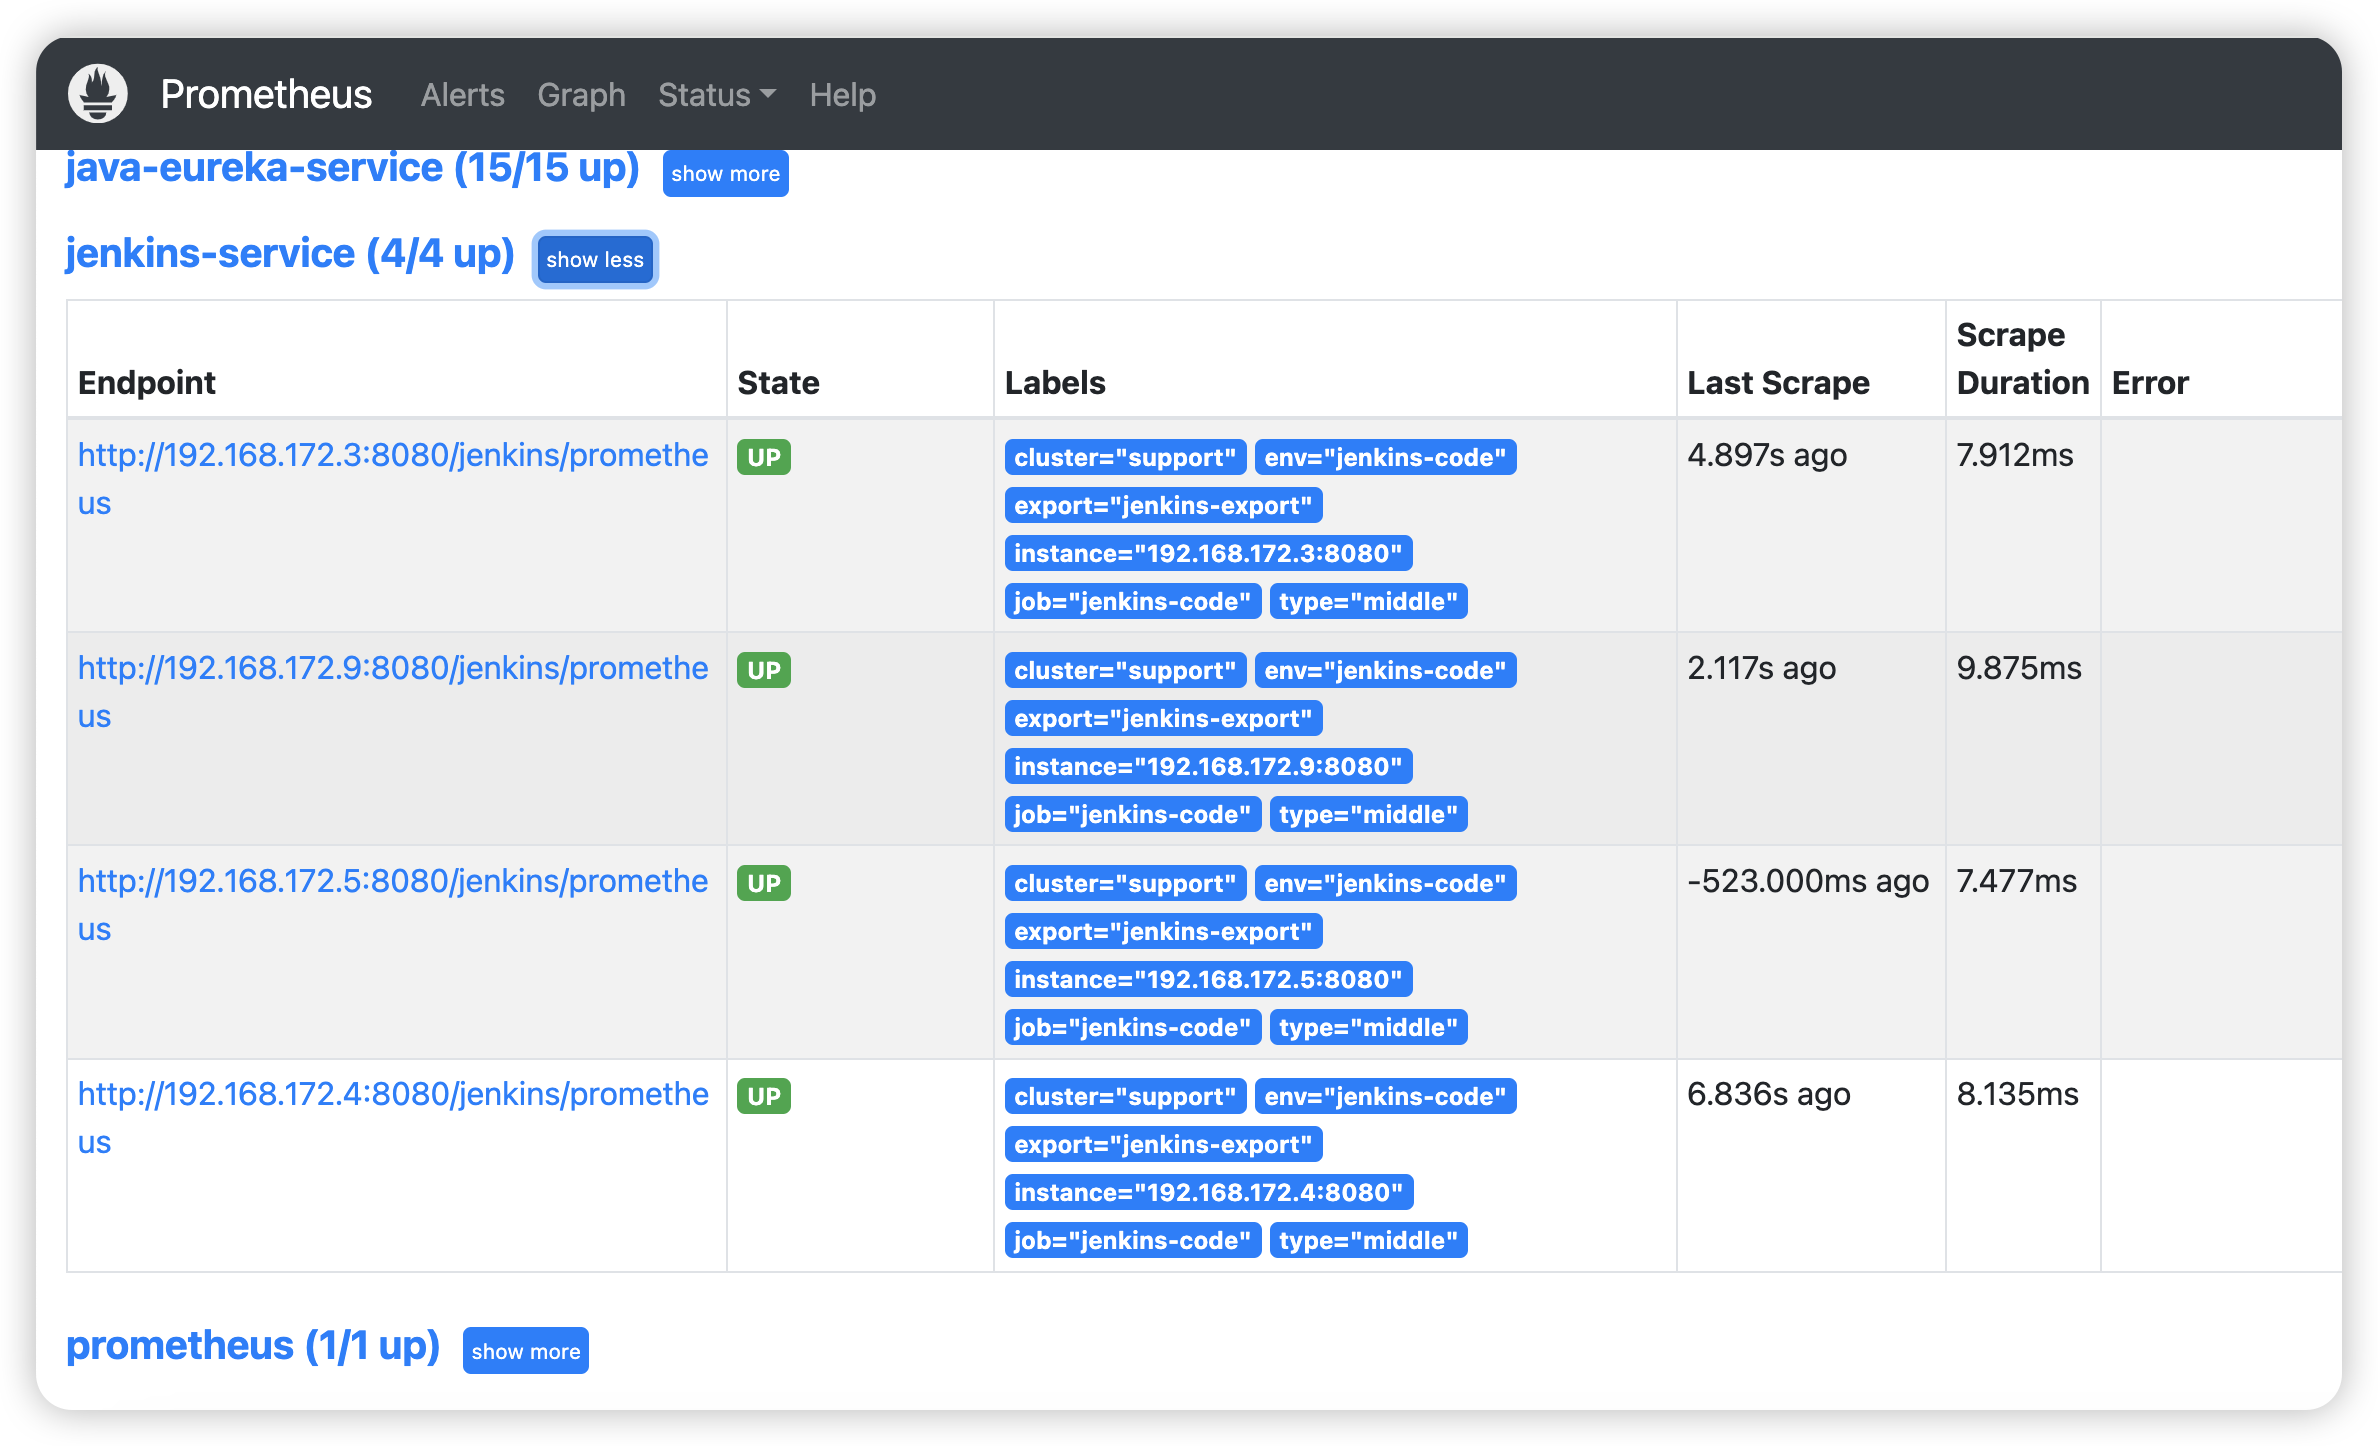 Prometheus Alerts Graph Status Help
java-eureka-service (15/15 up) show more
jenkins-service (4/4 up) show less
Endpoint State Labels Last Scrape Scrape Duration Error
http://192.168.172.3:8080/jenkins/promethe UP cluster="support" env="jenkins-code" 4.897s ago 7.912ms
us export="jenkins-export"
instance="192.168.172.3:8080"
job="jenkins-code" type="middle"
http://192.168.172.9:8080/jenkins/promethe UP cluster="support" env="jenkins-code" 2.117s ago 9.875ms
us export="jenkins-export"
instance="192.168.172.9:8080"
job="jenkins-code" type="middle"
http://192.168.172.5:8080/jenkins/promethe UP cluster="support" env="jenkins-code" -523.000ms ago 7.477ms
us export="jenkins-export"
instance="192.168.172.5:8080"
job="jenkins-code" type="middle"
http://192.168.172.4:8080/jenkins/promethe UP cluster="support" env="jenkins-code" 6.836s ago 8.135ms
us export="jenkins-export"
instance="192.168.172.4:8080"
job="jenkins-code" type="middle"
prometheus (1/1 up) show more